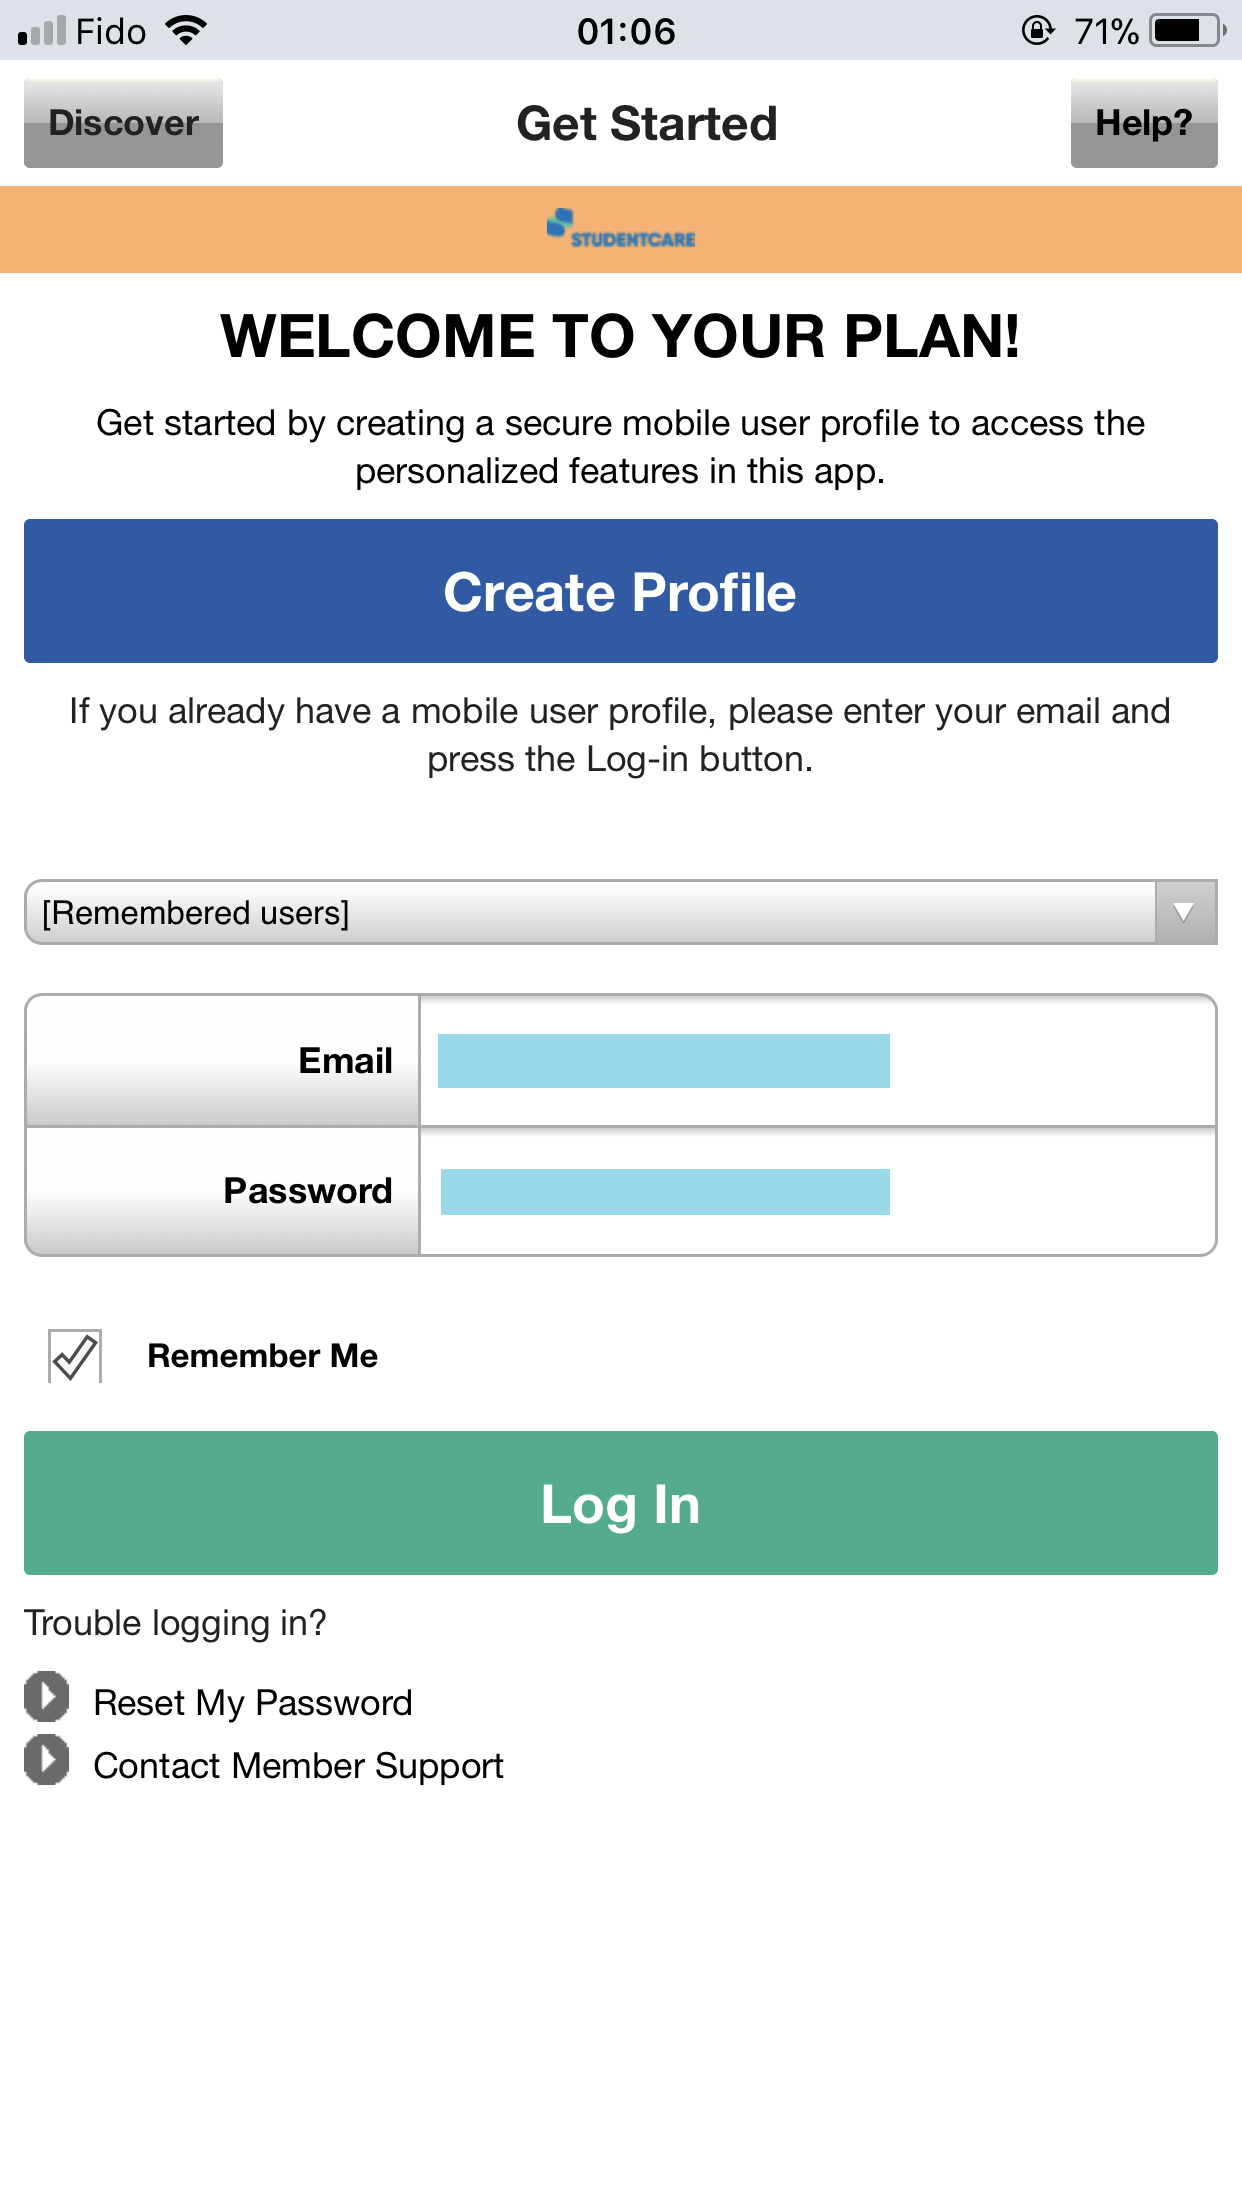 Fido 01:06 71%
Discover Get Started Help?
STUDENTCARE
WELCOME TO YOUR PLAN!
Get started by creating a secure mobile user profile to access the
personalized features in this app.
Create Profile
If you already have a mobile user profile, please enter your email and
press the Log-in button.
[Remembered users]
Email
Password
Remember Me
Log In
Trouble logging in?
Reset My Password
Contact Member Support